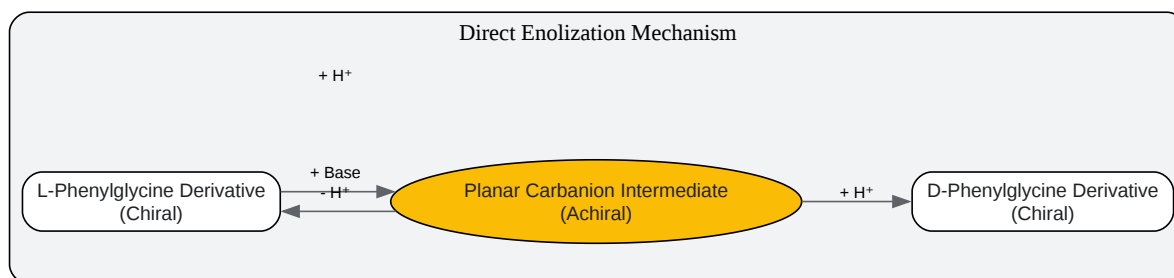 Direct Enolization Mechanism
+ H⁺
+ Base
- H⁺
L-Phenylglycine Derivative
(Chiral)
Planar Carbanion Intermediate
(Achiral)
+ H⁺
D-Phenylglycine Derivative
(Chiral)